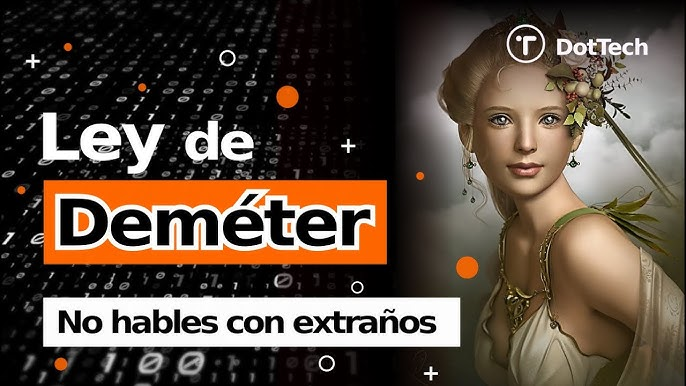 DotTech
Ley de
Deméter
No hables con extraños